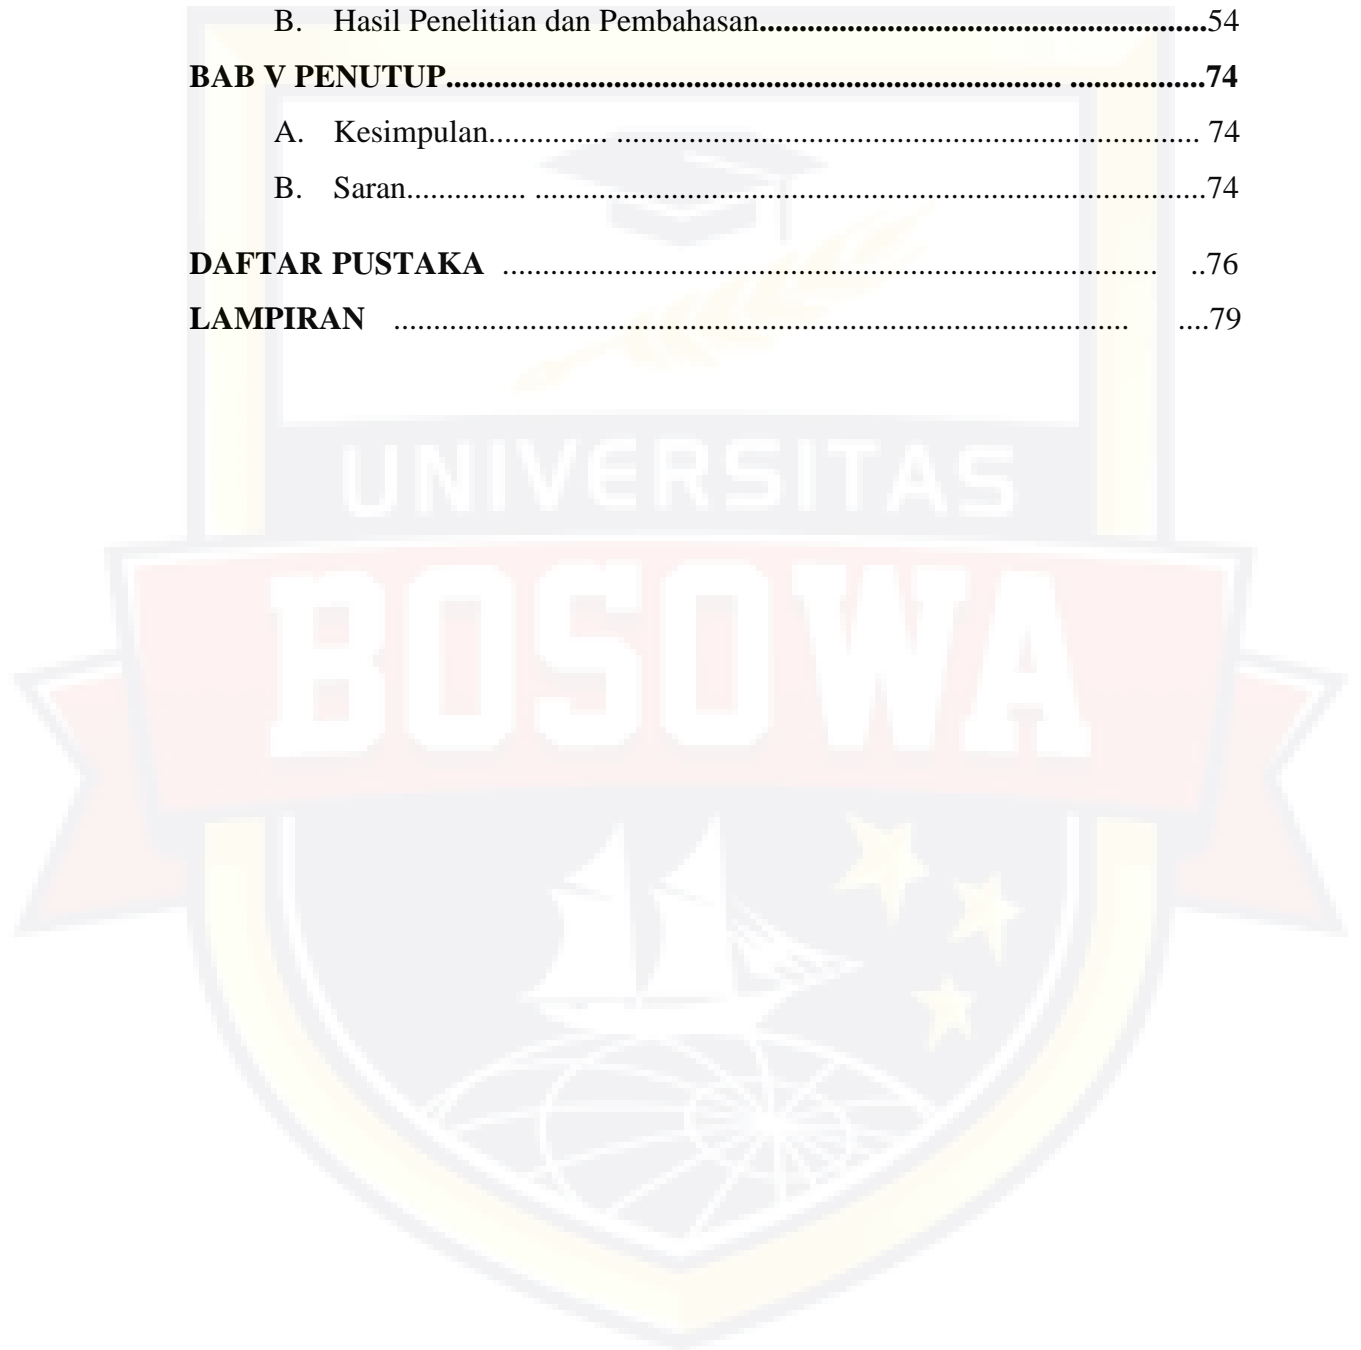 B. Hasil Penelitian dan Pembahasan........................................................54
BAB V PENUTUP............................................................................. .................74
A. Kesimpulan............... ......................................................................... 74
B. Saran............... ....................................................................................74
DAFTAR PUSTAKA .................................................................................. ..76
LAMPIRAN ............................................................................................ ....79
UNIVERSITAS
BOSOWA